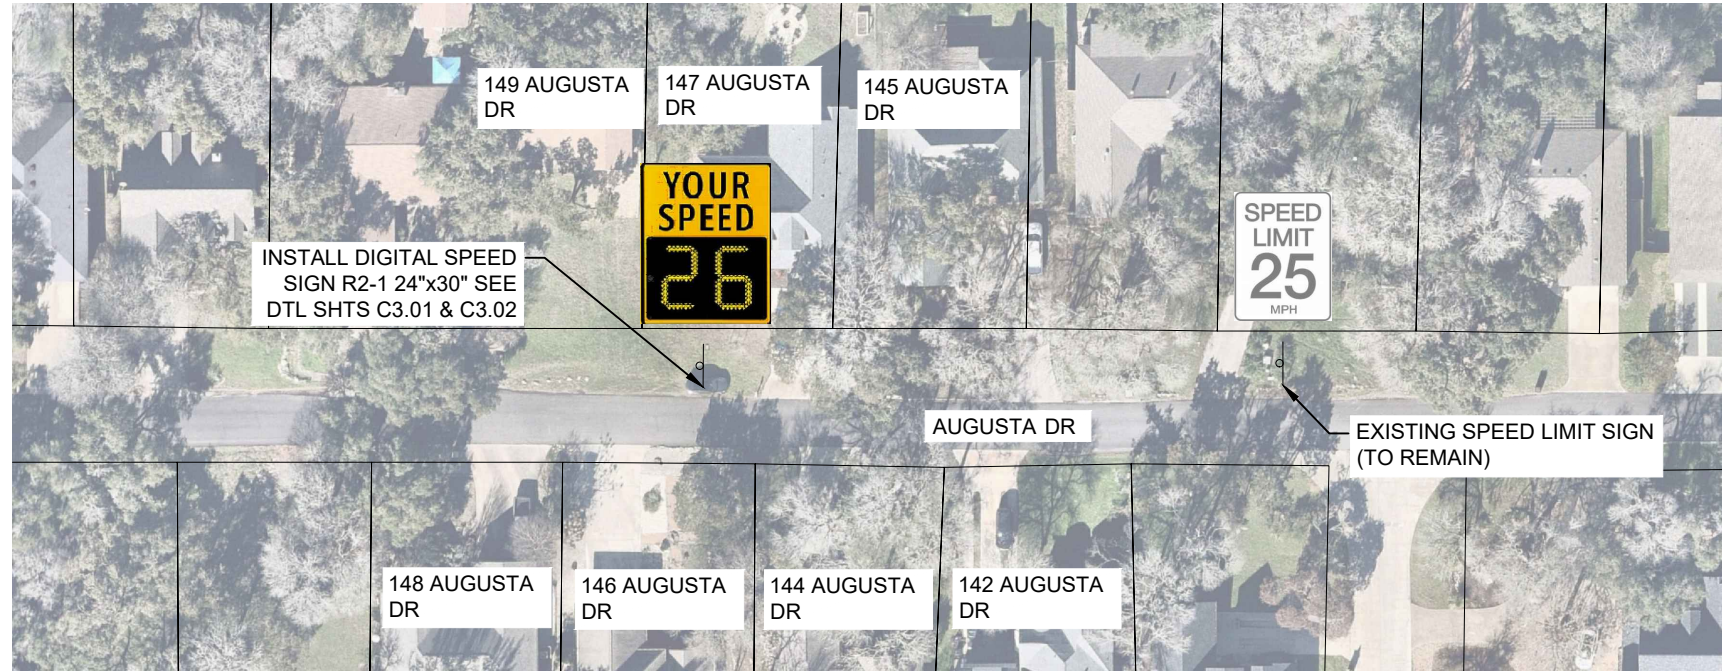 149 AUGUSTA
DR
147 AUGUSTA
DR
145 AUGUSTA
DR
YOUR
SPEED
26
SPEED
LIMIT
25
MPH
INSTALL DIGITAL SPEED
SIGN R2-1 24"x30" SEE
DTL SHTS C3.01 & C3.02
AUGUSTA DR
EXISTING SPEED LIMIT SIGN
(TO REMAIN)
148 AUGUSTA
DR
146 AUGUSTA
DR
144 AUGUSTA
DR
142 AUGUSTA
DR